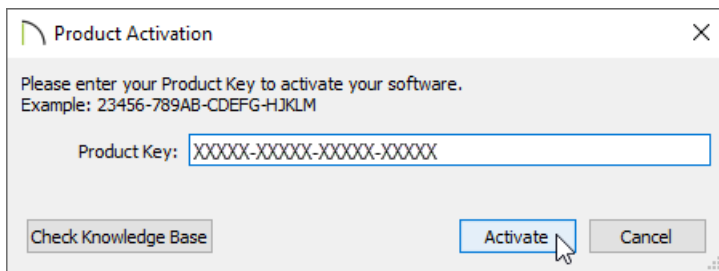 Product Activation
Please enter your Product Key to activate your software.
Example: 23456-789AB-CDEFG-HJKLM
Product Key: XXXXX-XXXXX-XXXXX-XXXXX
Check Knowledge Base Activate Cancel